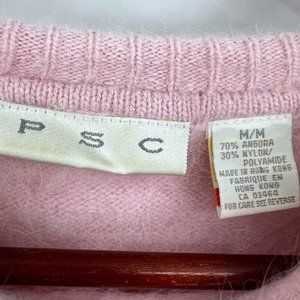 P S C
M/M
70% ANGORA
30% NYLON/
POLYAMIDE
MADE IN HONG KONG
FABRIQUE EN
HONG KONG
CA 03464
FOR CARE SEE REVERSE